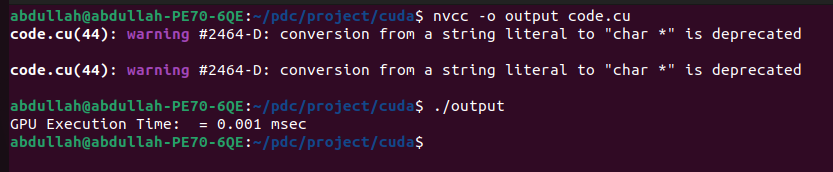 abdullah@abdullah-PE70-6QE:~/pdc/project/cuda$ nvcc -o output code.cu
code.cu(44): warning #2464-D: conversion from a string literal to "char *" is deprecated
code.cu(44): warning #2464-D: conversion from a string literal to "char *" is deprecated
abdullah@abdullah-PE70-6QE:~/pdc/project/cuda$ ./output
GPU Execution Time:  = 0.001 msec
abdullah@abdullah-PE70-6QE:~/pdc/project/cuda$